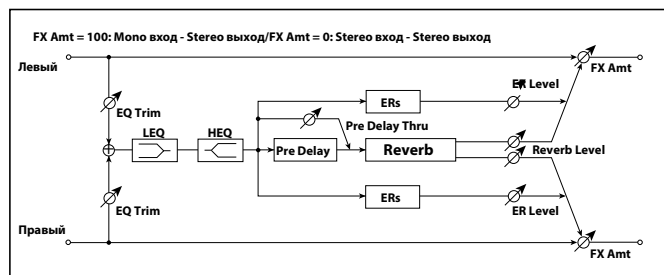 FX Amt = 100: Mono вход - Stereo выход/FX Amt = 0: Stereo вход - Stereo выход
Левый
FX Amt
ERs
ER Level
EQ Trim
Pre Delay Thru
LEQ
HEQ
Pre Delay
Reverb
Reverb Level
EQ Trim
ERs
ER Level
Правый
FX Amt